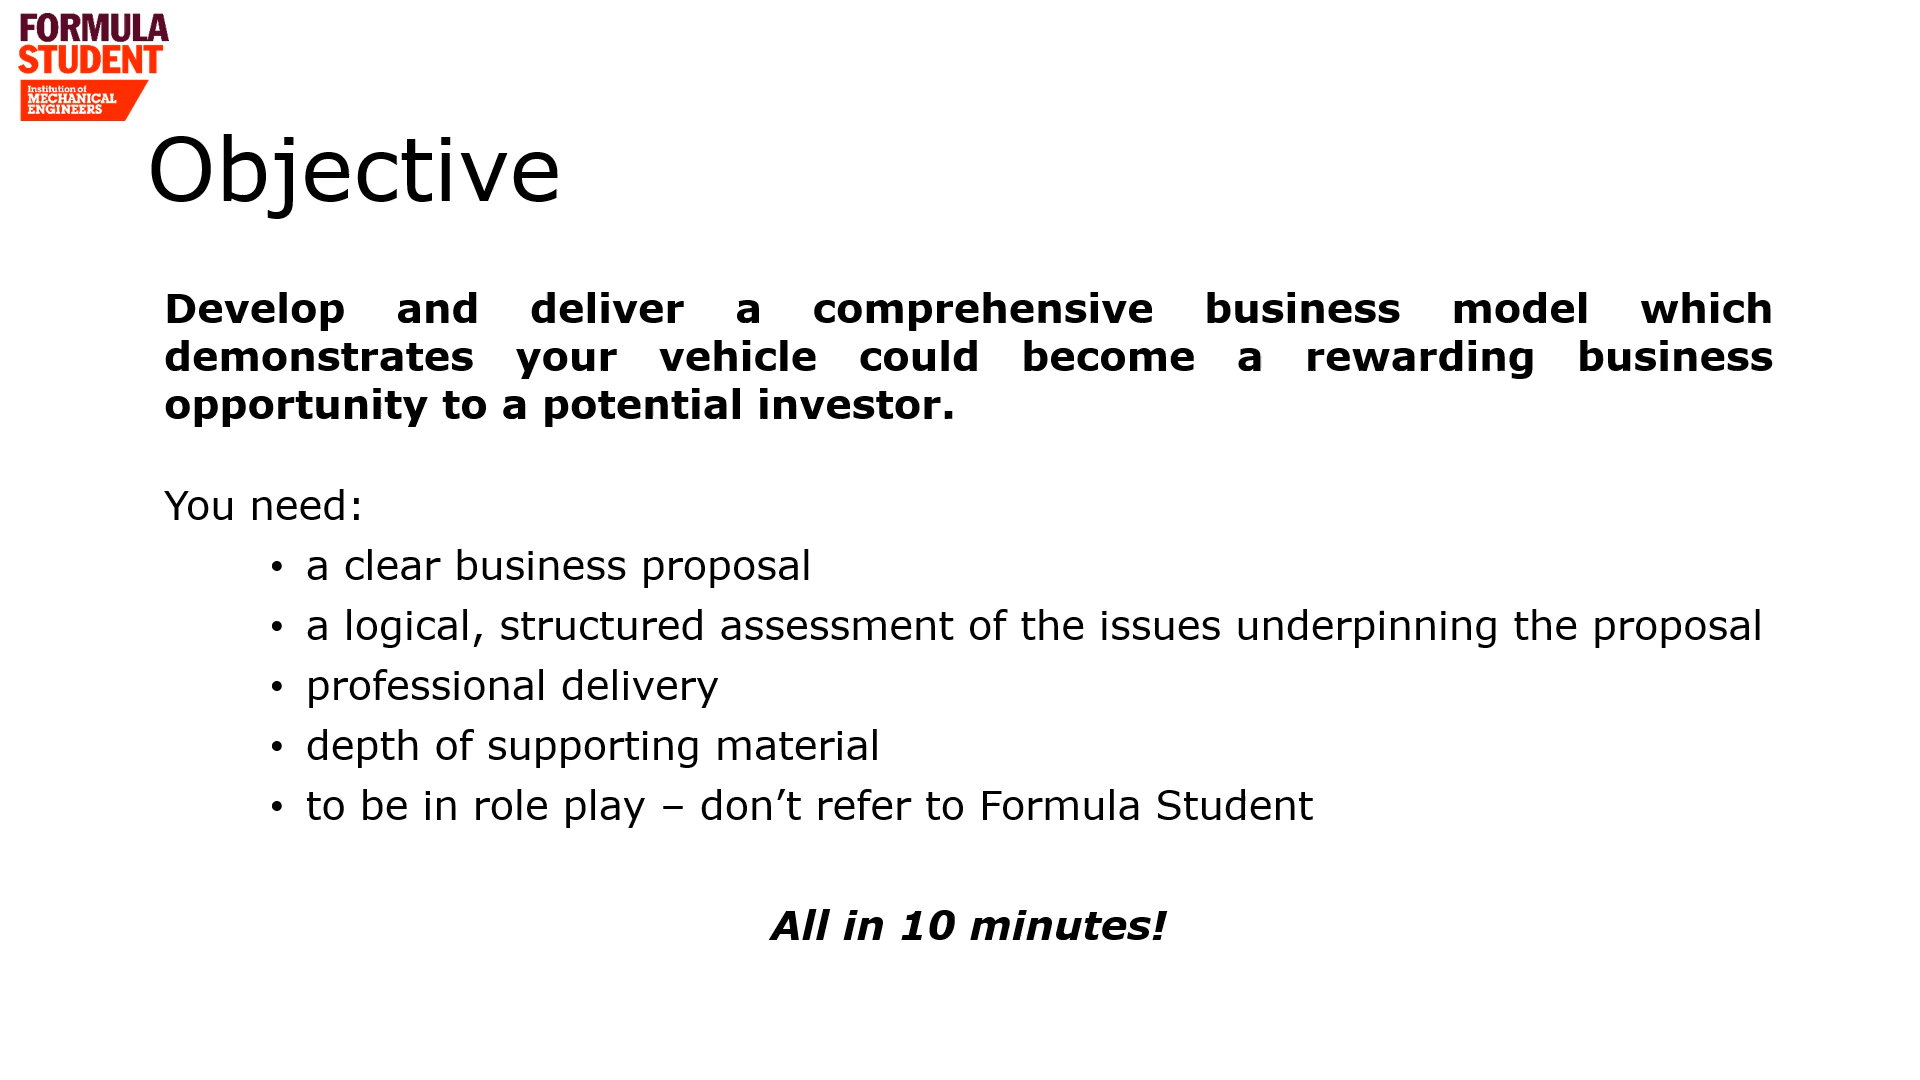 FORMULA
STUDENT
Institution of
MECHANICAL
ENGINEERS
Objective
Develop and deliver a comprehensive business model which
demonstrates your vehicle could become a rewarding business
opportunity to a potential investor.
You need:
• a clear business proposal
• a logical, structured assessment of the issues underpinning the proposal
• professional delivery
• depth of supporting material
• to be in role play – don’t refer to Formula Student
All in 10 minutes!